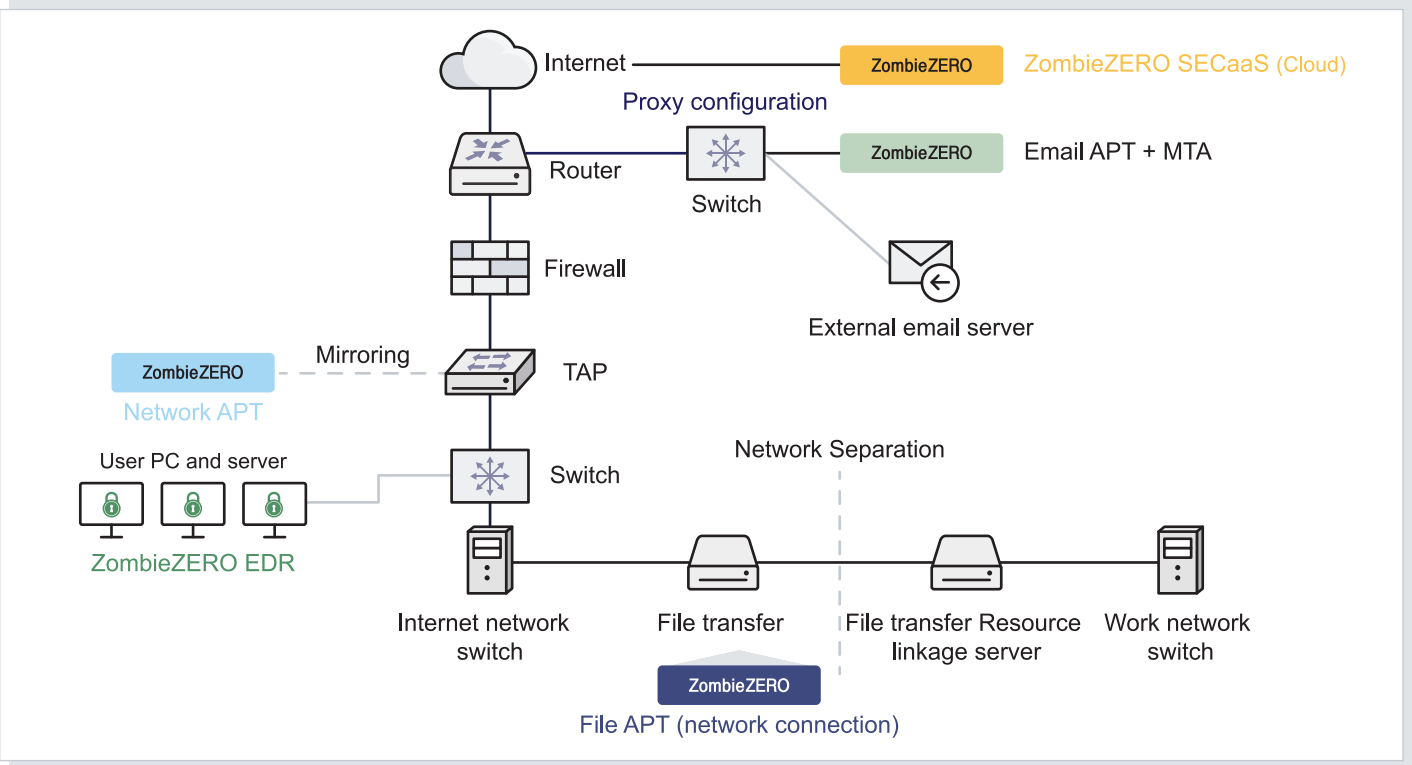 Internet
ZombieZERO
ZombieZERO SECaaS (Cloud)
Proxy configuration
Router
Switch
ZombieZERO
Email APT + MTA
Firewall
External email server
Mirroring
ZombieZERO
Network APT
TAP
User PC and server
Switch
ZombieZERO EDR
Network Separation
Internet network
switch
File transfer
File transfer Resource
linkage server
Work network
switch
ZombieZERO
File APT (network connection)